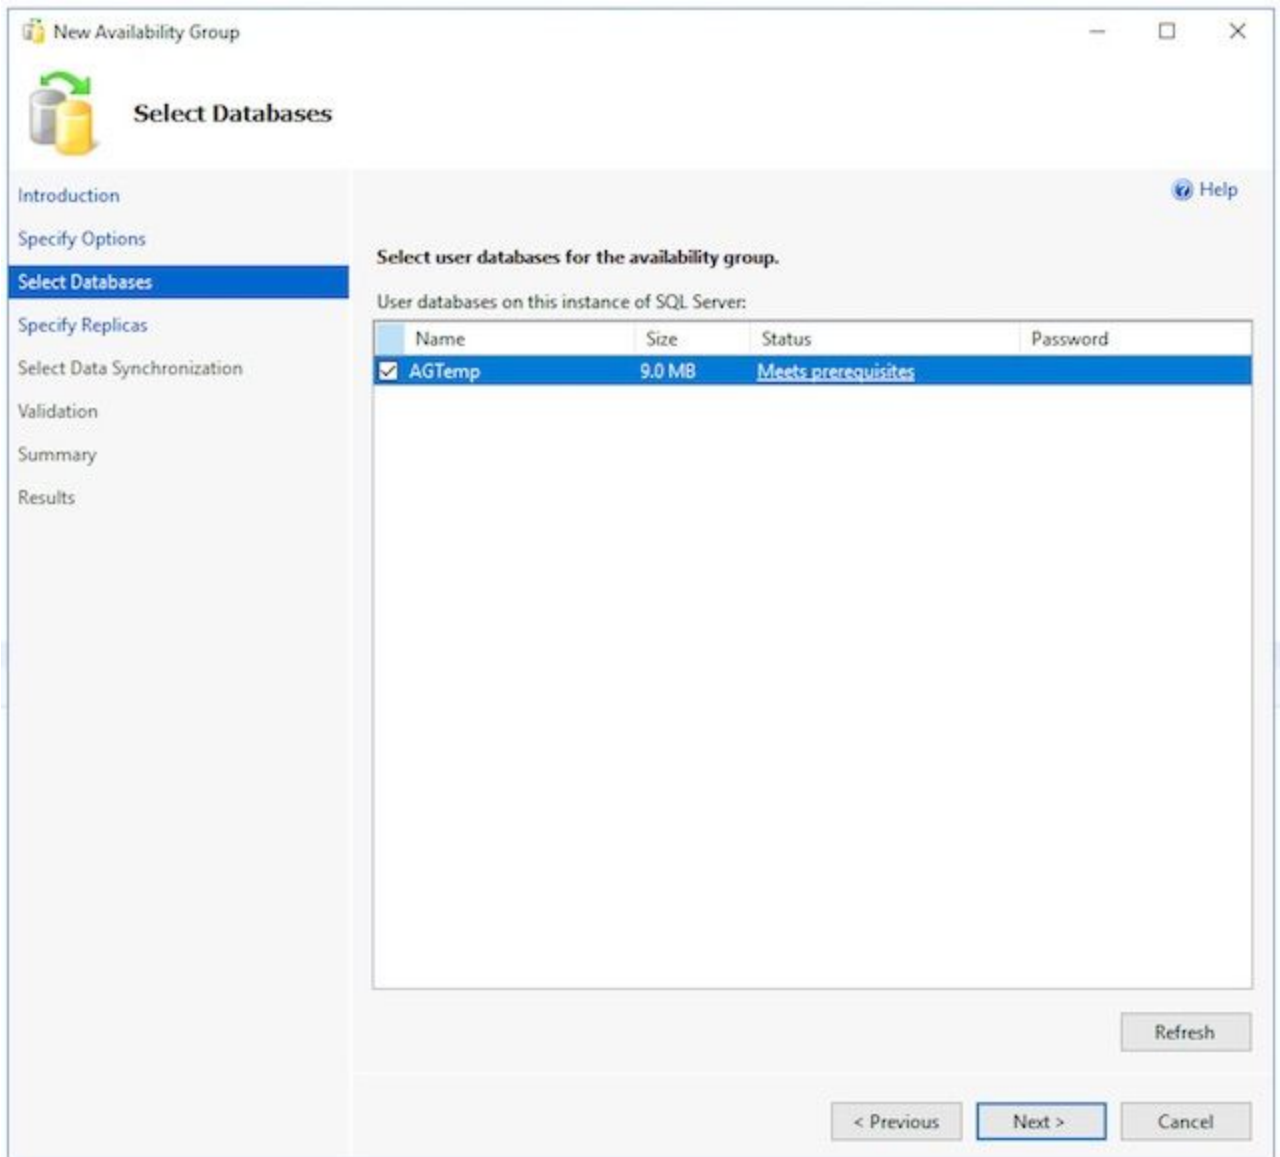 New Availability Group
Select Databases
Introduction
Specify Options
Select Databases
Specify Replicas
Select Data Synchronization
Validation
Summary
Results
Help
Select user databases for the availability group.
User databases on this instance of SQL Server:
Name Size Status Password
AGTemp 9.0 MB Meets prerequisites
Refresh
< Previous Next > Cancel